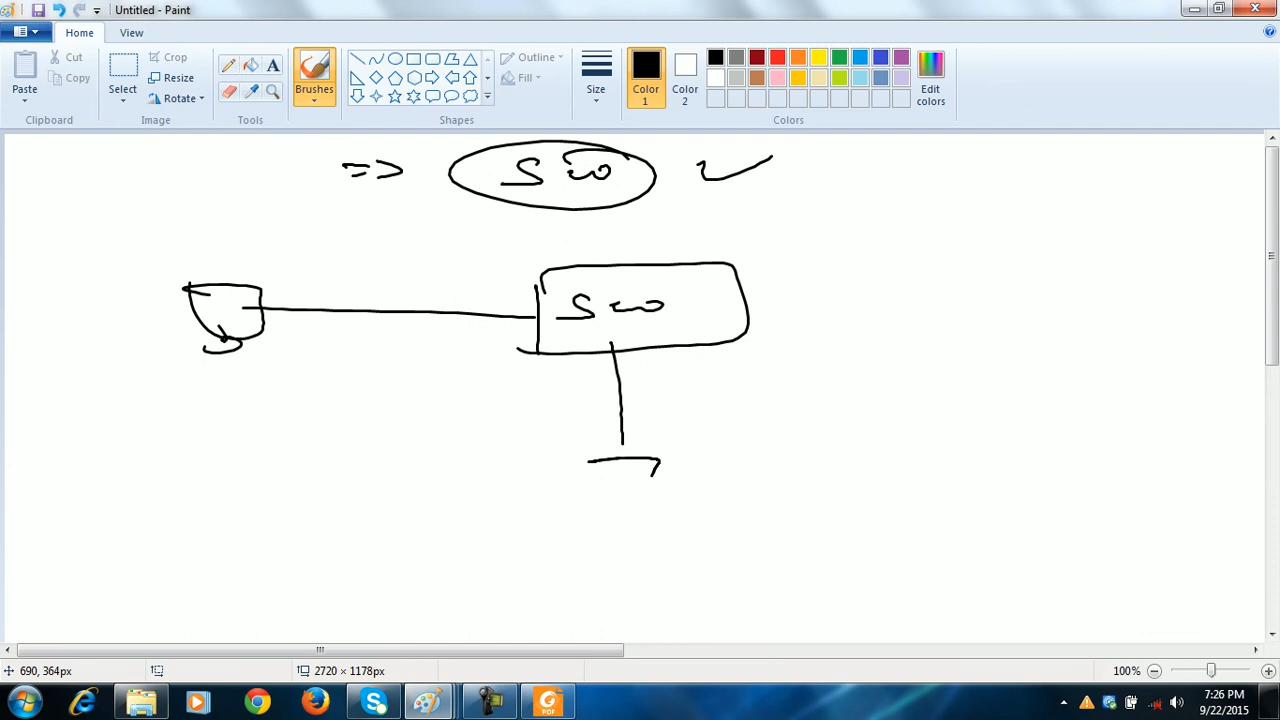 Untitled - Paint
Home View
Cut
Copy
Paste
Clipboard
Select
Crop
Resize
Rotate
Image
Tools
Brushes
Outline
Fill
Shapes
Size
Color 1
Color 2
Edit colors
Colors
690, 364px
2720 × 1178px
100%
7:26 PM
9/22/2015